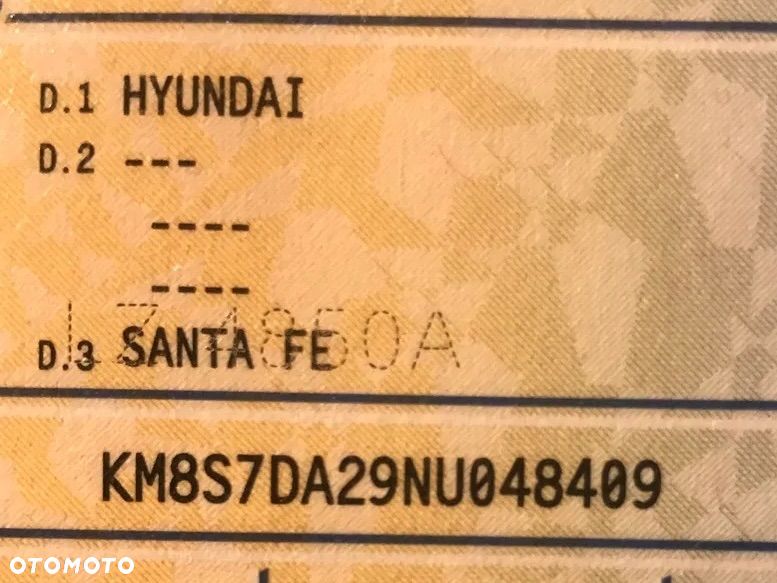 D.1 HYUNDAI
D.2 ---
----
----
D.3 SANTA FE
KM8S7DA29NU048409
OTOMOTO